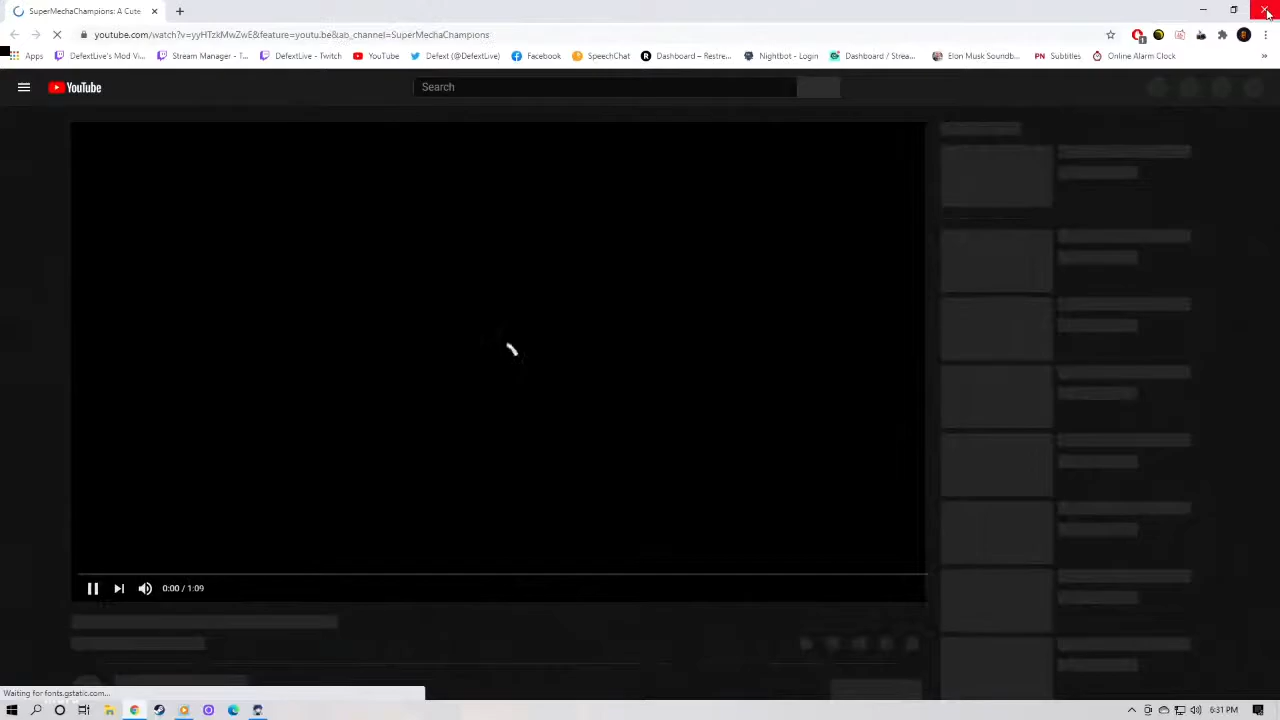 SuperMechaChampions: A Cute
youtube.com/watch?v=yyHTzkMwZwE&feature=youtu.be&ab_channel=SuperMechaChampions
Apps DefextLive's Mod Vi... Stream Manager - T... DefextLive - Twitch YouTube Defext (@DefextLive) Facebook SpeechChat Dashboard – Restre... Nightbot - Login Dashboard / Strea... Elon Musk Soundb... PN Subtitles Online Alarm Clock »
YouTube Search
0:00 / 1:09
Waiting for fonts.gstatic.com...
6:31 PM